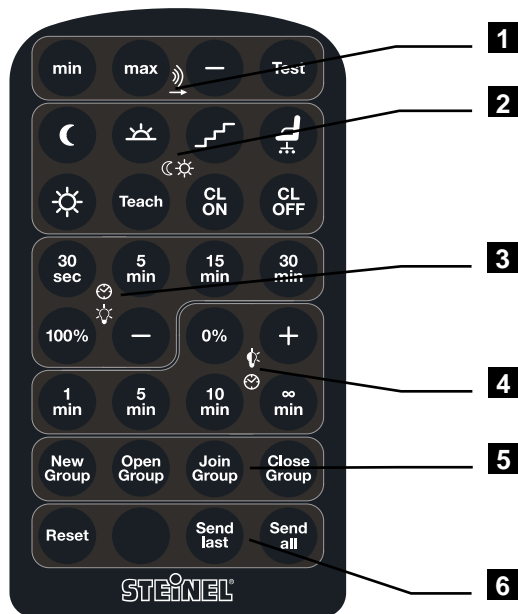 min max — Test 1
2
Teach CL ON CL OFF
30 sec 5 min 15 min 30 min 3
100% — 0% +
4
1 min 5 min 10 min ∞ min
New Group Open Group Join Group Close Group 5
Reset Send last Send all
6
STEINEL®